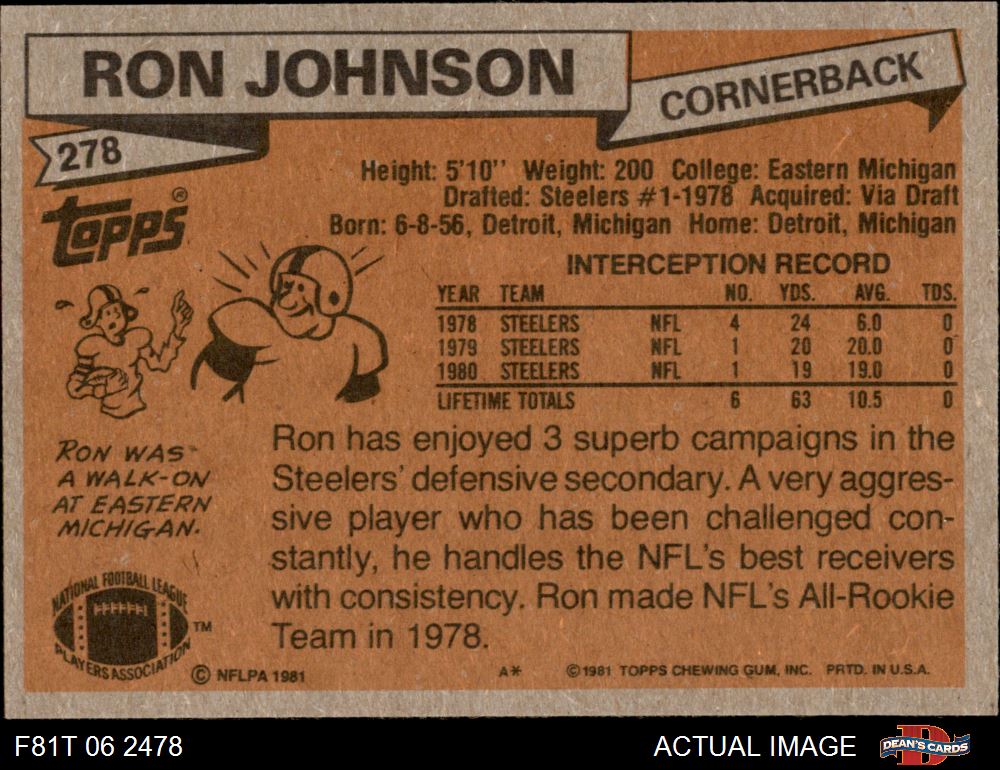 RON JOHNSON
CORNERBACK
278
TOPPS®
Height: 5'10'' Weight: 200 College: Eastern Michigan
Drafted: Steelers #1-1978 Acquired: Via Draft
Born: 6-8-56, Detroit, Michigan Home: Detroit, Michigan
INTERCEPTION RECORD
YEAR TEAM NO. YDS. AVG. TDS.
1978 STEELERS NFL 4 24 6.0 0
1979 STEELERS NFL 1 20 20.0 0
1980 STEELERS NFL 1 19 19.0 0
LIFETIME TOTALS 6 63 10.5 0
RON WAS
A WALK-ON
AT EASTERN
MICHIGAN.
Ron has enjoyed 3 superb campaigns in the
Steelers' defensive secondary. A very aggres-
sive player who has been challenged con-
stantly, he handles the NFL's best receivers
with consistency. Ron made NFL's All-Rookie
Team in 1978.
NATIONAL FOOTBALL LEAGUE
PLAYERS ASSOCIATION
TM
© NFLPA 1981
A*
©1981 TOPPS CHEWING GUM, INC. PRTD. IN U.S.A.
F81T 06 2478
ACTUAL IMAGE
D
DEAN'S CARDS